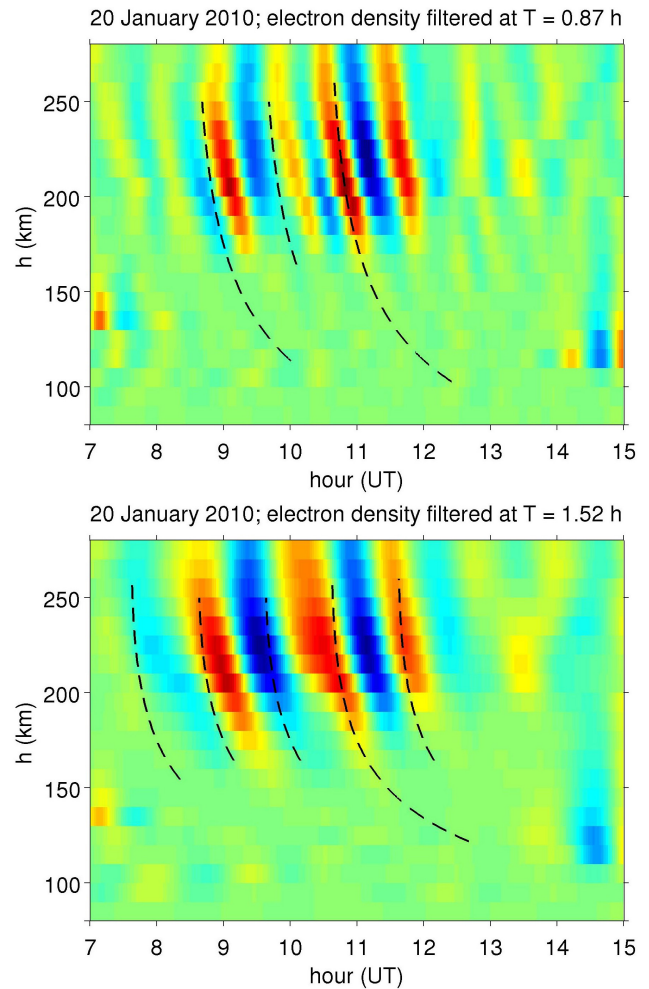 20 January 2010; electron density filtered at T = 0.87 h
250
200
150
100
h (km)
7 8 9 10 11 12 13 14 15
hour (UT)
20 January 2010; electron density filtered at T = 1.52 h
250
200
150
100
h (km)
7 8 9 10 11 12 13 14 15
hour (UT)